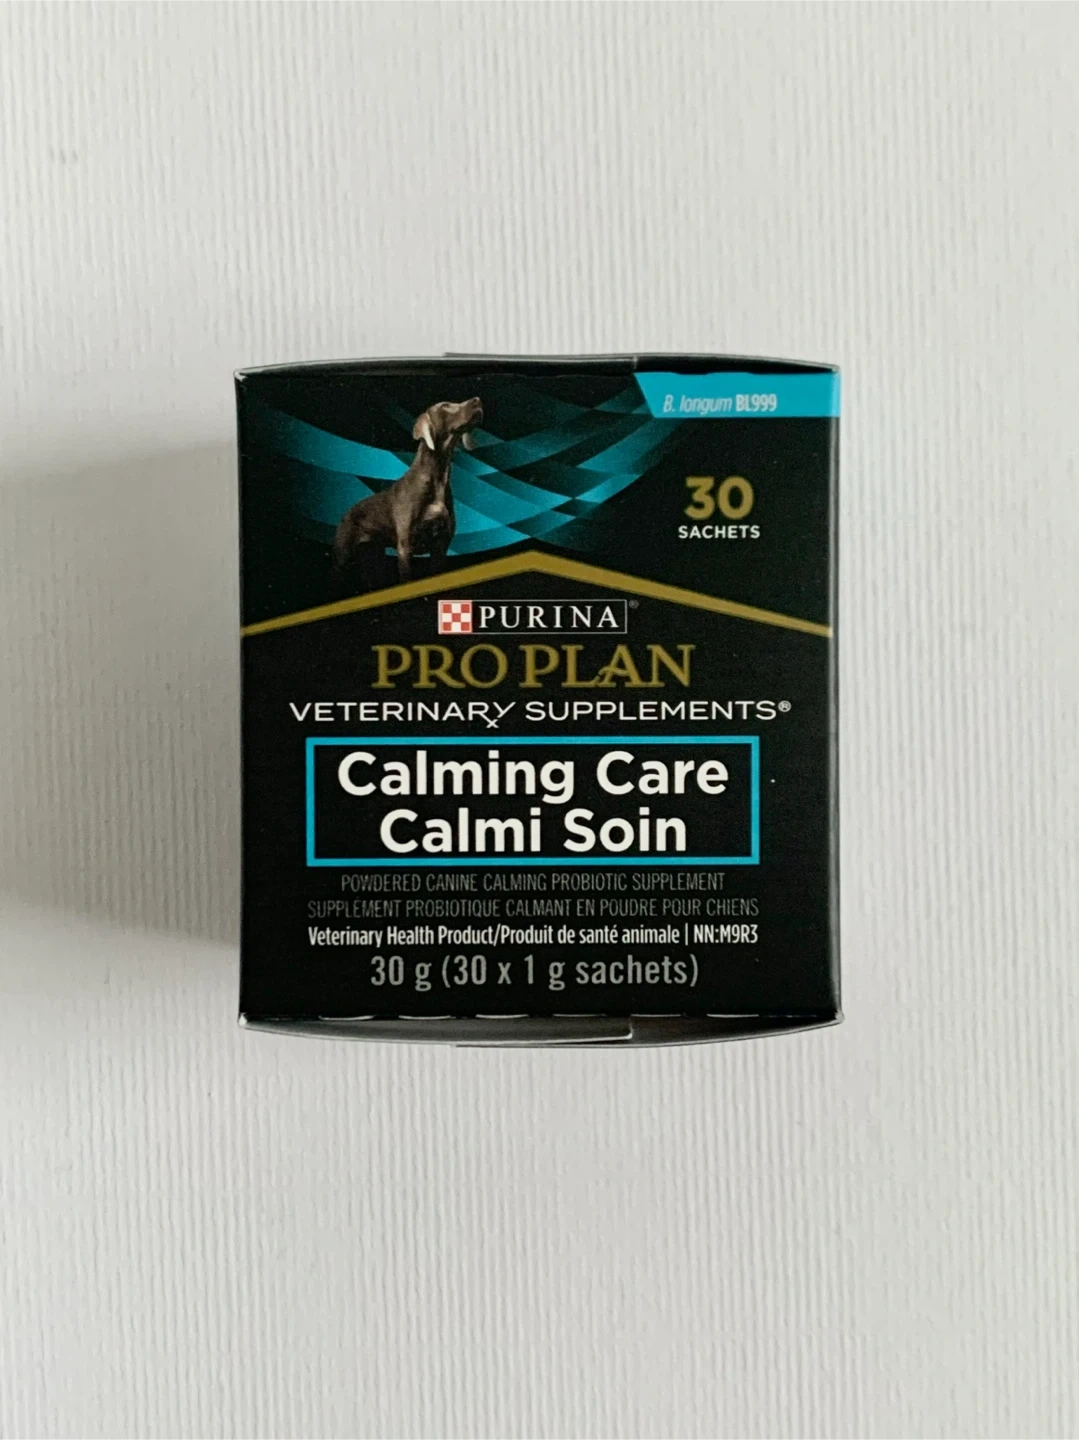 B. longum BL999
30
SACHETS
PURINA®
PRO PLAN
VETERINARY SUPPLEMENTS®
Calming Care
Calmi Soin
POWDERED CANINE CALMING PROBIOTIC SUPPLEMENT
SUPPLÉMENT PROBIOTIQUE CALMANT EN POUDRE POUR CHIENS
Veterinary Health Product/Produit de santé animale | NN:M9R3
30 g (30 x 1 g sachets)